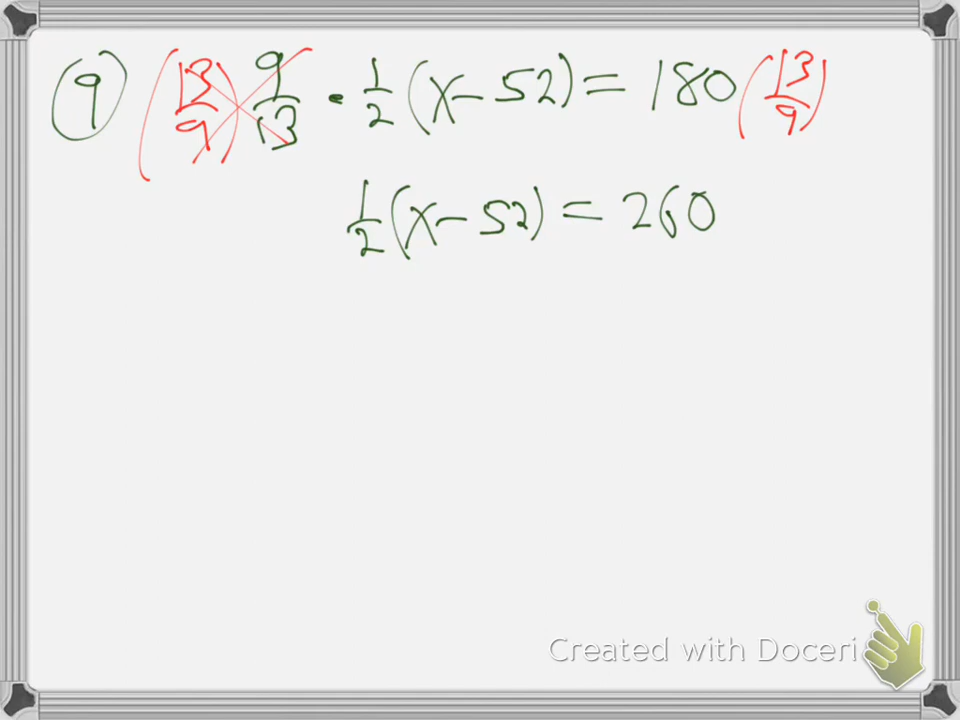 9 (13/9) 9/13 • 1/2 (x - 52) = 180 (13/9)
1/2 (x - 52) = 260
Created with Doceri